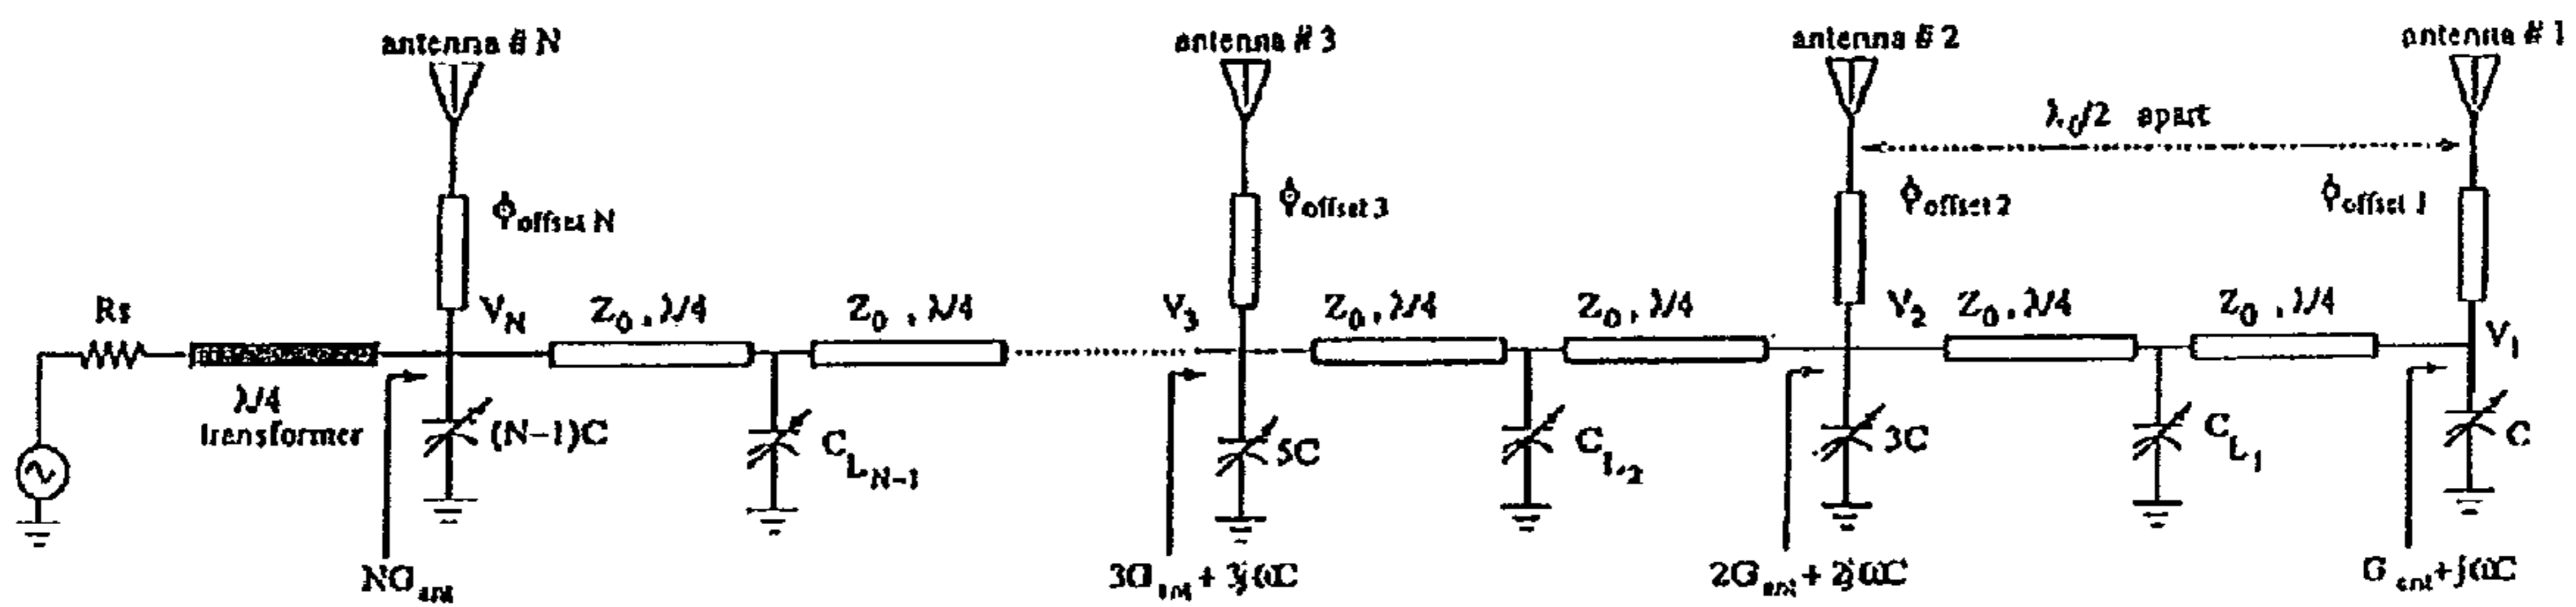 antenna # N
antenna # 3
antenna # 2
antenna # 1
λ0/2 apart
ϕoffset N
ϕoffset 3
ϕoffset 2
ϕoffset 1
Rs
VN
Z0 , λ/4
Z0 , λ/4
V3
Z0, λ/4
Z0, λ/4
V2
Z0, λ/4
Z0 , λ/4
V1
λ/4
transformer
(N-1)C
CLN-1
5C
CL2
3C
CL1
C
NGant
3Gant + 3jωC
2Gant + 2jωC
Gant+jωC